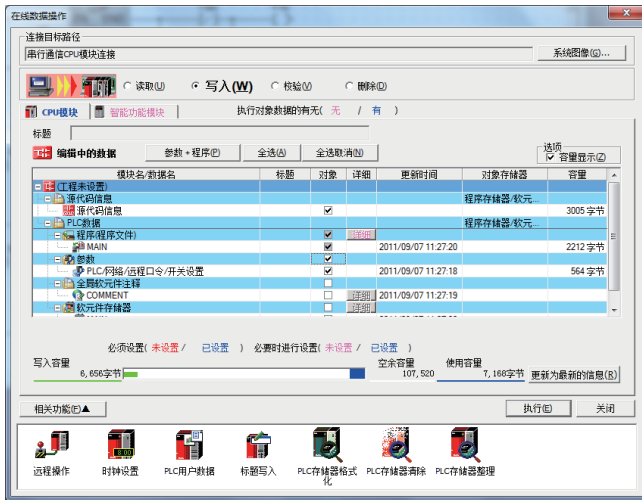 在线数据操作
连接目标路径
串行通信CPU模块连接
系统图像(G)...
读取(U) 写入(W) 校验(V) 删除(D)
CPU模块 智能功能模块 执行对象数据的有无( 无 / 有 )
标题
编辑中的数据 参数+程序(P) 全选(A) 全选取消(N) 选项 容量显示(Z)
模块名/数据名 标题 对象 详细 更新时间 对象存储器 容量
(工程未设置)
源代码信息 程序存储器/软元...
源代码信息 3005 字节
PLC数据 程序存储器/软元...
程序(程序文件) 详细
MAIN 2011/09/07 11:27:20 2212 字节
参数
PLC/网络/远程口令/开关设置 2011/09/07 11:27:18 564 字节
全局软元件注释
COMMENT 详细 2011/09/07 11:27:19
软元件存储器 详细
必须设置( 未设置 / 已设置 ) 必要时进行设置( 未设置 / 已设置 )
写入容量 空余容量 使用容量
6,656字节 107,520 7,168字节 更新为最新的信息(R)
相关功能(F)▲ 执行(E) 关闭
远程操作 时钟设置 PLC用户数据 标题写入 PLC存储器格式化 PLC存储器清除 PLC存储器整理